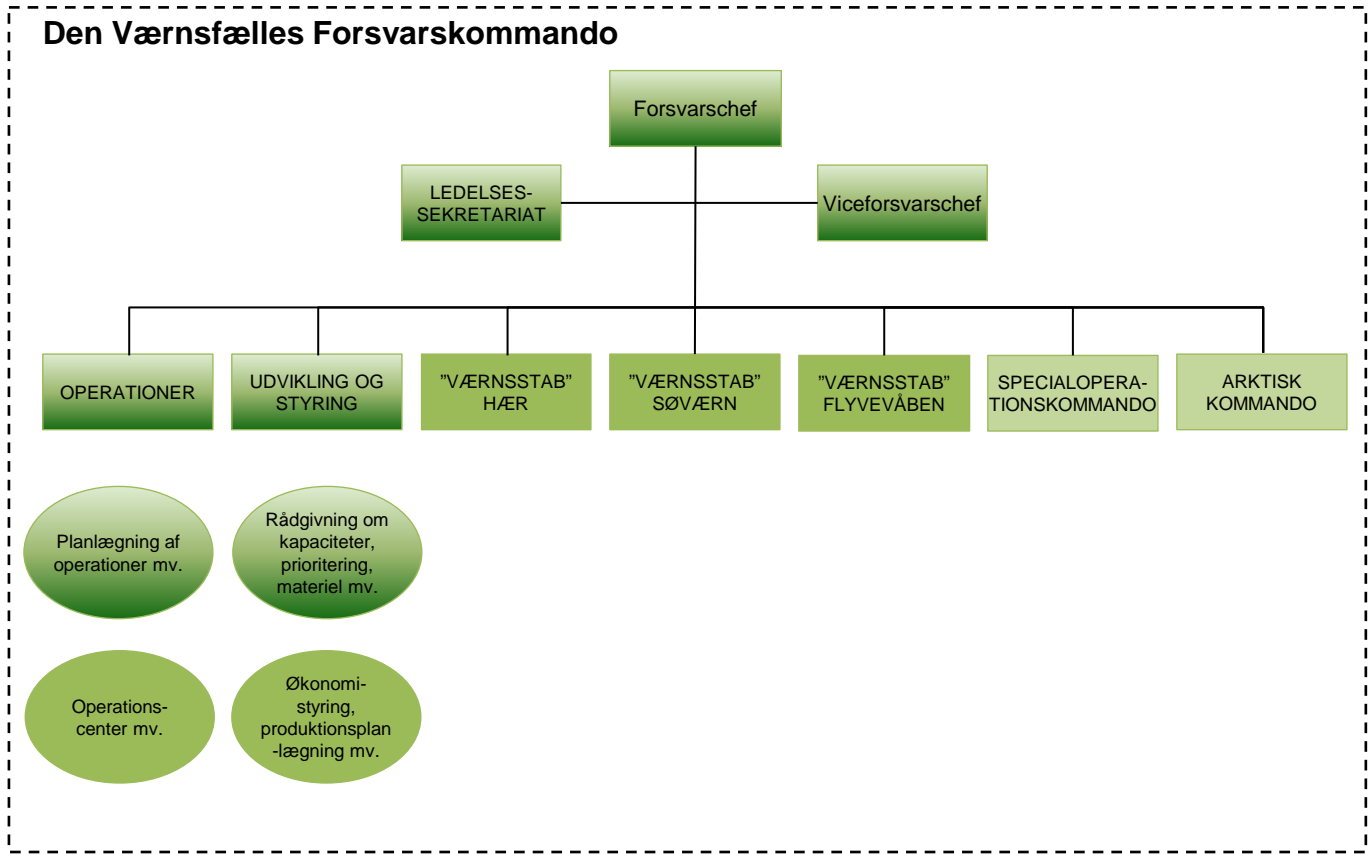 Den Værnsfælles Forsvarskommando
Forsvarschef
LEDELSES-
SEKRETARIAT
Viceforsvarschef
OPERATIONER
UDVIKLING OG
STYRING
”VÆRNSSTAB”
HÆR
”VÆRNSSTAB”
SØVÆRN
”VÆRNSSTAB”
FLYVEVÅBEN
SPECIALOPERA-
TIONSKOMMANDO
ARKTISK
KOMMANDO
Planlægning af
operationer mv.
Rådgivning om
kapaciteter,
prioritering,
materiel mv.
Operations-
center mv.
Økonomi-
styring,
produktionsplan
-lægning mv.